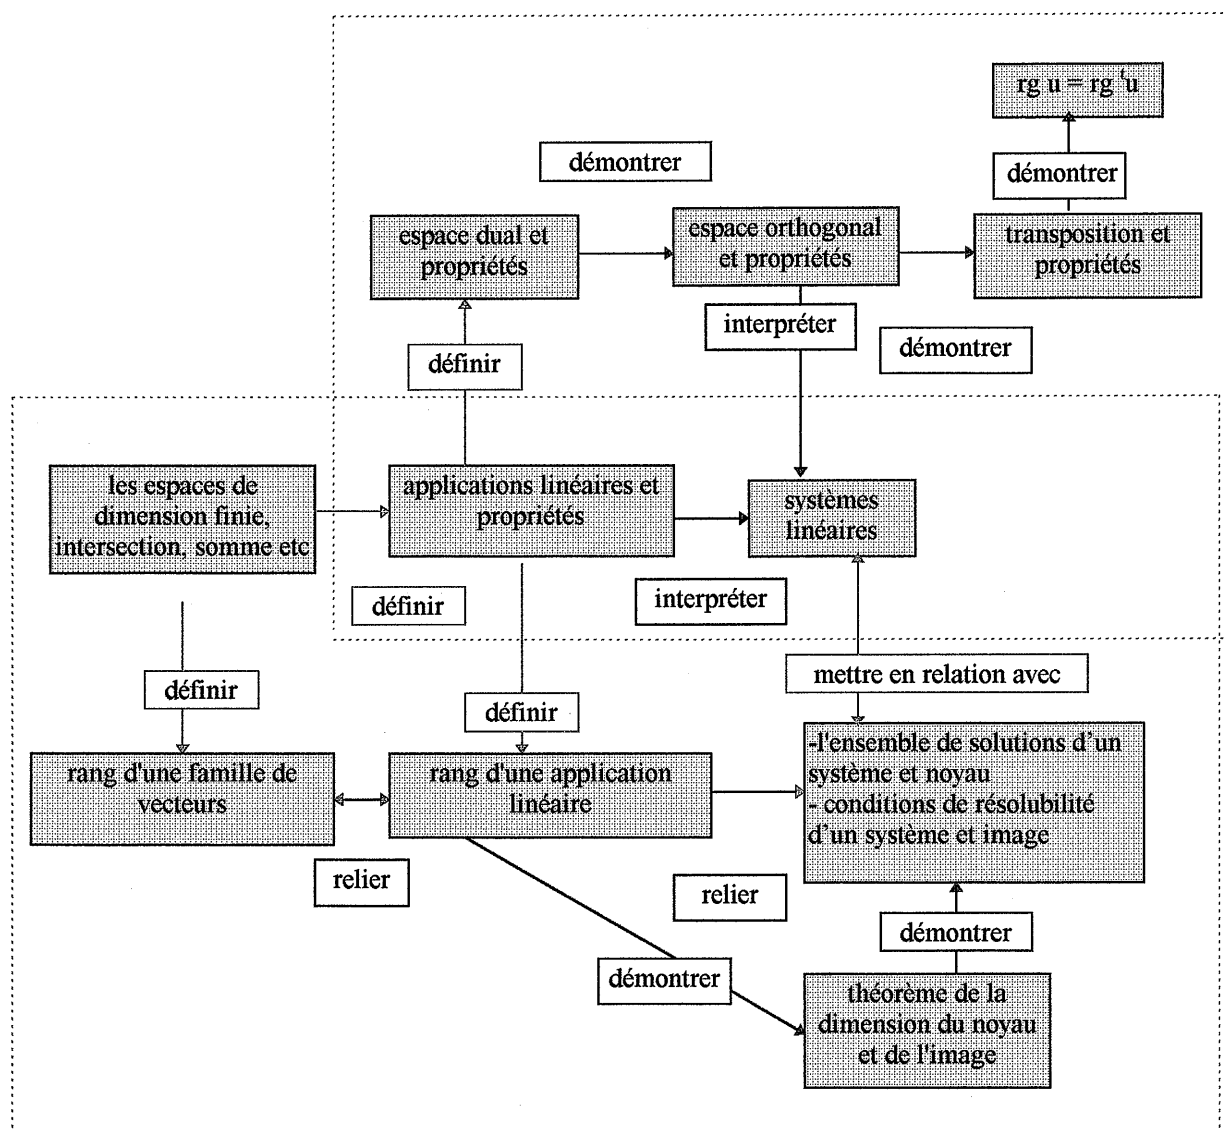 rg u = rg ᵗu
démontrer
démontrer
espace dual et
propriétés
espace orthogonal
et propriétés
transposition et
propriétés
interpréter
démontrer
définir
les espaces de
dimension finie,
intersection, somme etc
applications linéaires et
propriétés
systèmes
linéaires
définir
interpréter
mettre en relation avec
définir
définir
rang d'une famille de
vecteurs
rang d'une application
linéaire
-l'ensemble de solutions d’un
système et noyau
- conditions de résolubilité
d’un système et image
relier
relier
démontrer
démontrer
théorème de la
dimension du noyau
et de l'image